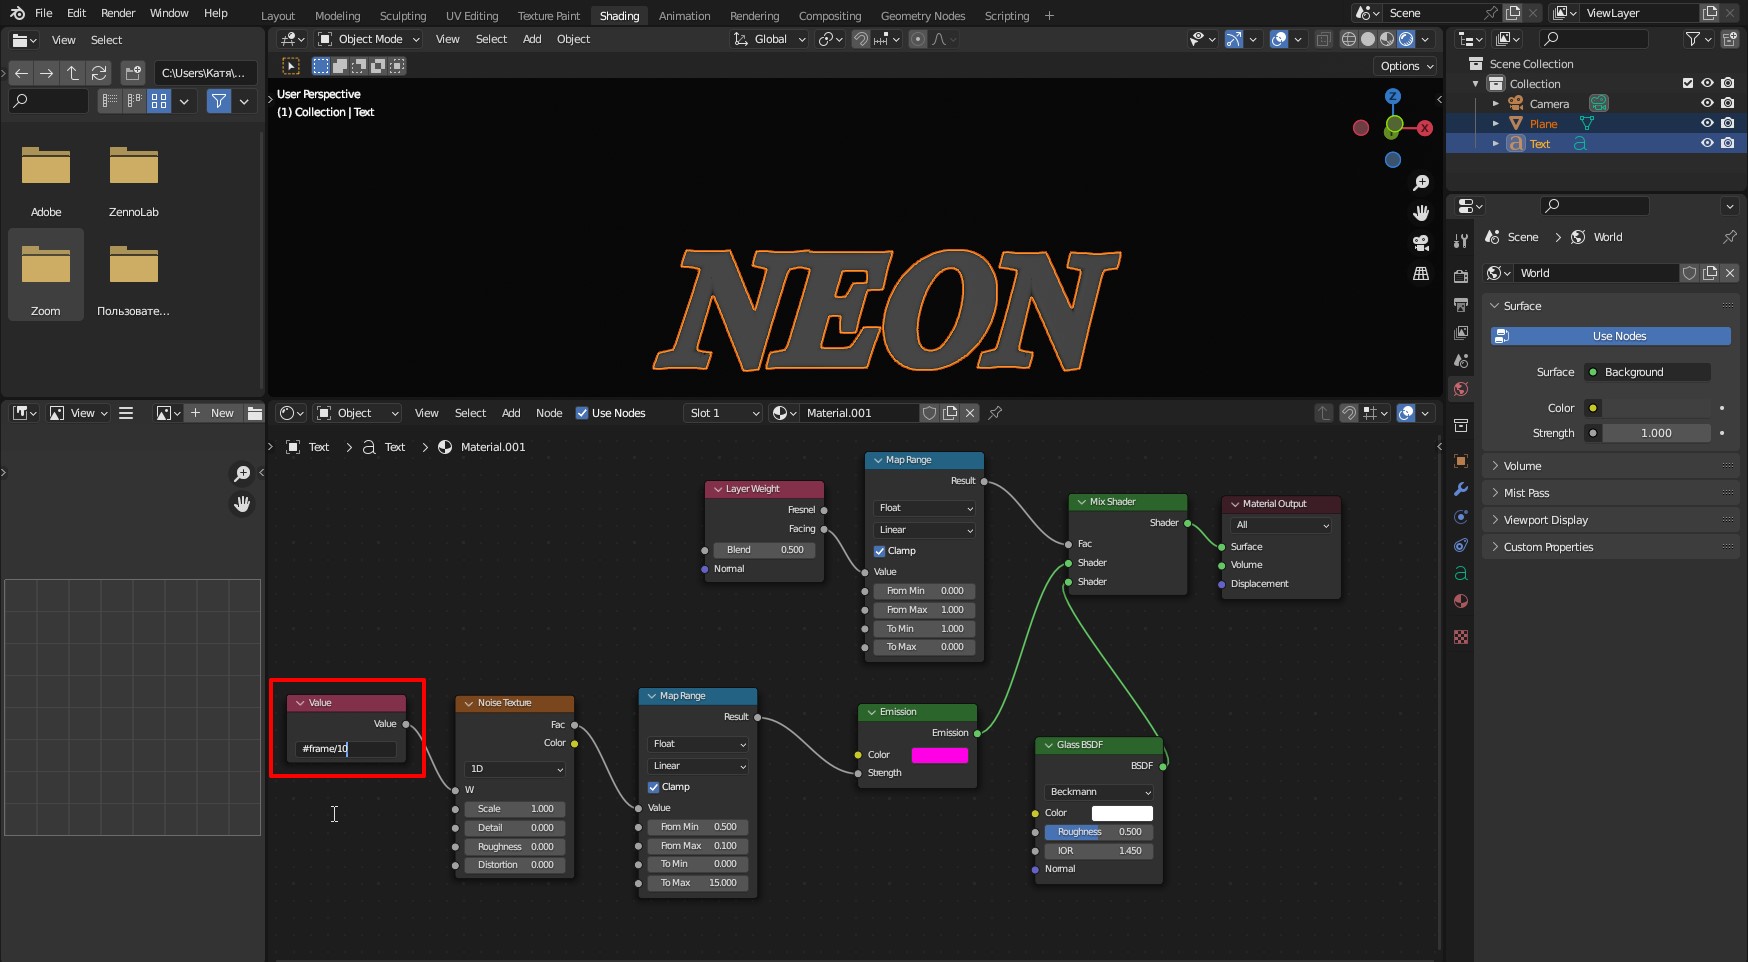 File Edit Render Window Help
Layout Modeling Sculpting UV Editing Texture Paint Shading Animation Rendering Compositing Geometry Nodes Scripting +
Scene
ViewLayer
View Select
C:\Users\Катя\...
Adobe
ZennoLab
Zoom
Пользовате...
Object Mode View Select Add Object
Global
Options
User Perspective
(1) Collection | Text
Z
X
NEON
Scene Collection
Collection
Camera
Plane
Text
Scene > World
World
Surface
Use Nodes
Surface Background
Color
Strength 1.000
Volume
Mist Pass
Viewport Display
Custom Properties
View
+ New
Object View Select Add Node Use Nodes Slot 1 Material.001
Text > Text > Material.001
Layer Weight
Fresnel
Facing
Blend 0.500
Normal
Map Range
Result
Float
Linear
Clamp
Value
From Min 0.000
From Max 1.000
To Min 1.000
To Max 0.000
Mix Shader
Shader
Fac
Shader
Shader
Material Output
All
Surface
Volume
Displacement
Value
Value
#frame/10
Noise Texture
Fac
Color
1D
W
Scale 1.000
Detail 0.000
Roughness 0.000
Distortion 0.000
Map Range
Result
Float
Linear
Clamp
Value
From Min 0.500
From Max 0.100
To Min 0.000
To Max 15.000
Emission
Emission
Color
Strength
Glass BSDF
BSDF
Beckmann
Color
Roughness 0.500
IOR 1.450
Normal